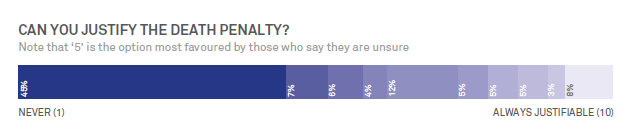 CAN YOU JUSTIFY THE DEATH PENALTY?
Note that ‘5’ is the option most favoured by those who say they are unsure
45% 7% 6% 4% 12% 5% 5% 5% 3% 8%
NEVER (1) ALWAYS JUSTIFIABLE (10)